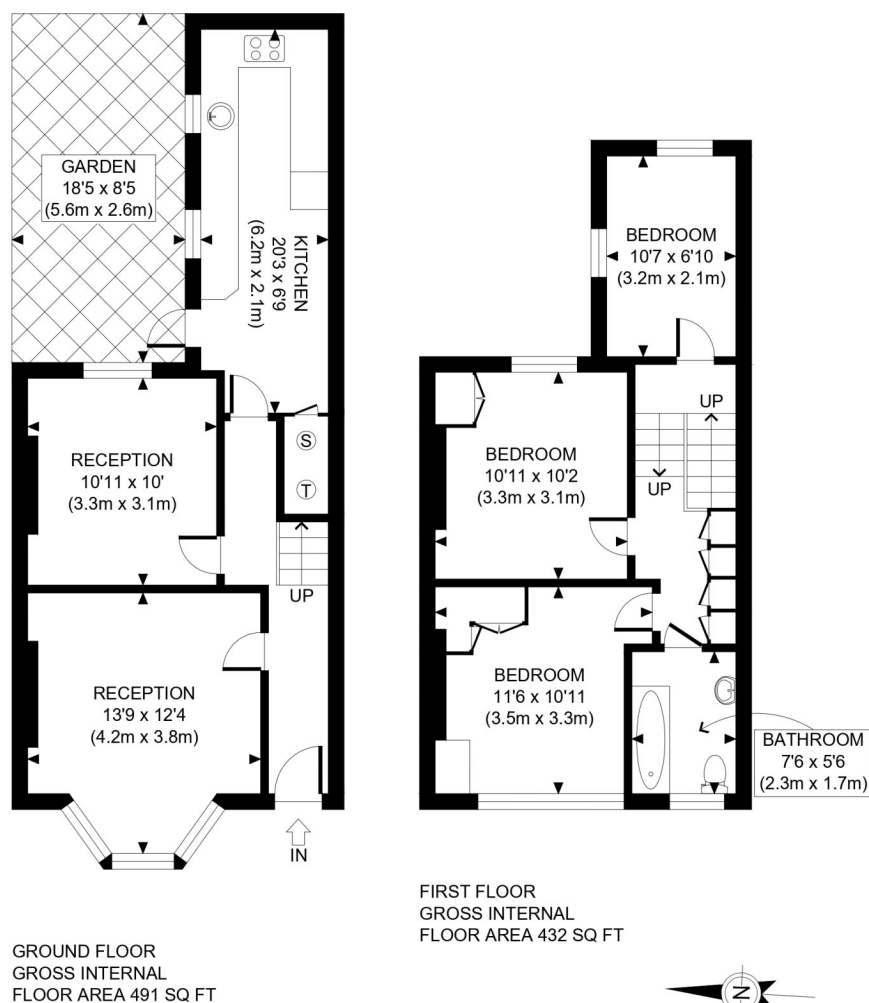 GARDEN
18'5 x 8'5
(5.6m x 2.6m)
KITCHEN
20'3 x 6'9
(6.2m x 2.1m)
RECEPTION
10'11 x 10'
(3.3m x 3.1m)
S
T
UP
RECEPTION
13'9 x 12'4
(4.2m x 3.8m)
IN
GROUND FLOOR
GROSS INTERNAL
FLOOR AREA 491 SQ FT
BEDROOM
10'7 x 6'10
(3.2m x 2.1m)
UP
UP
BEDROOM
10'11 x 10'2
(3.3m x 3.1m)
BEDROOM
11'6 x 10'11
(3.5m x 3.3m)
BATHROOM
7'6 x 5'6
(2.3m x 1.7m)
FIRST FLOOR
GROSS INTERNAL
FLOOR AREA 432 SQ FT
N